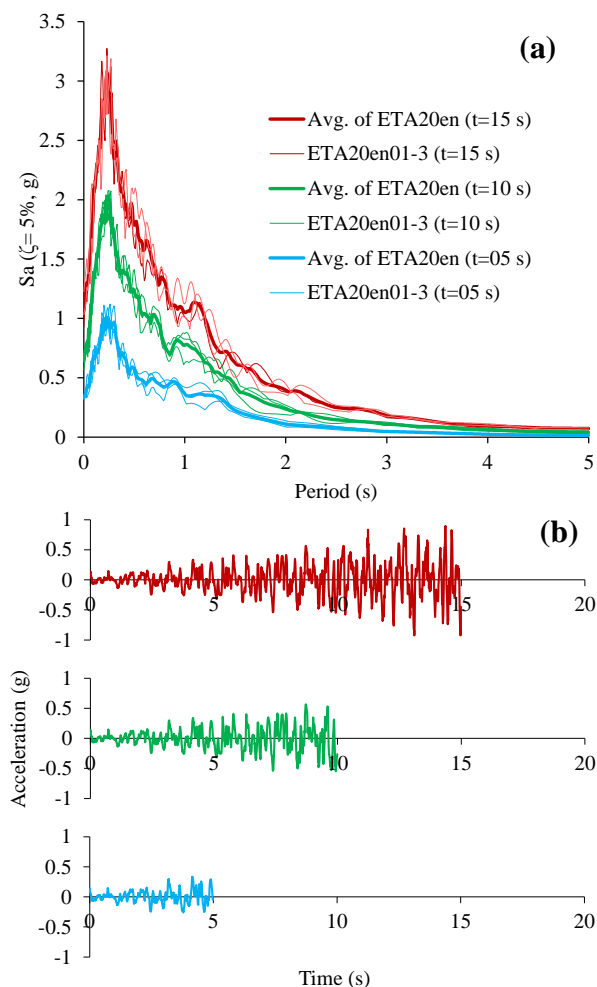 3.5
(a)
3
Avg. of ETA20en (t=15 s)
2.5
ETA20en01-3 (t=15 s)
Avg. of ETA20en (t=10 s)
2
ETA20en01-3 (t=10 s)
Avg. of ETA20en (t=05 s)
1.5
ETA20en01-3 (t=05 s)
Sa (ζ= 5%, g)
1
0.5
0
0 1 2 3 4 5
Period (s)
(b)
1
0.5
0
-0.5
-1
0 5 10 15 20
1
0.5
0
-0.5
-1
0 5 10 15 20
Acceleration (g)
1
0.5
0
-0.5
-1
0 5 10 15 20
Time (s)